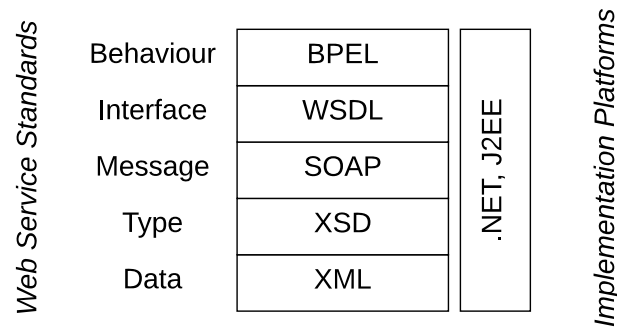 Web Service Standards
Behaviour BPEL
Interface WSDL
Message SOAP
Type XSD
Data XML
.NET, J2EE
Implementation Platforms